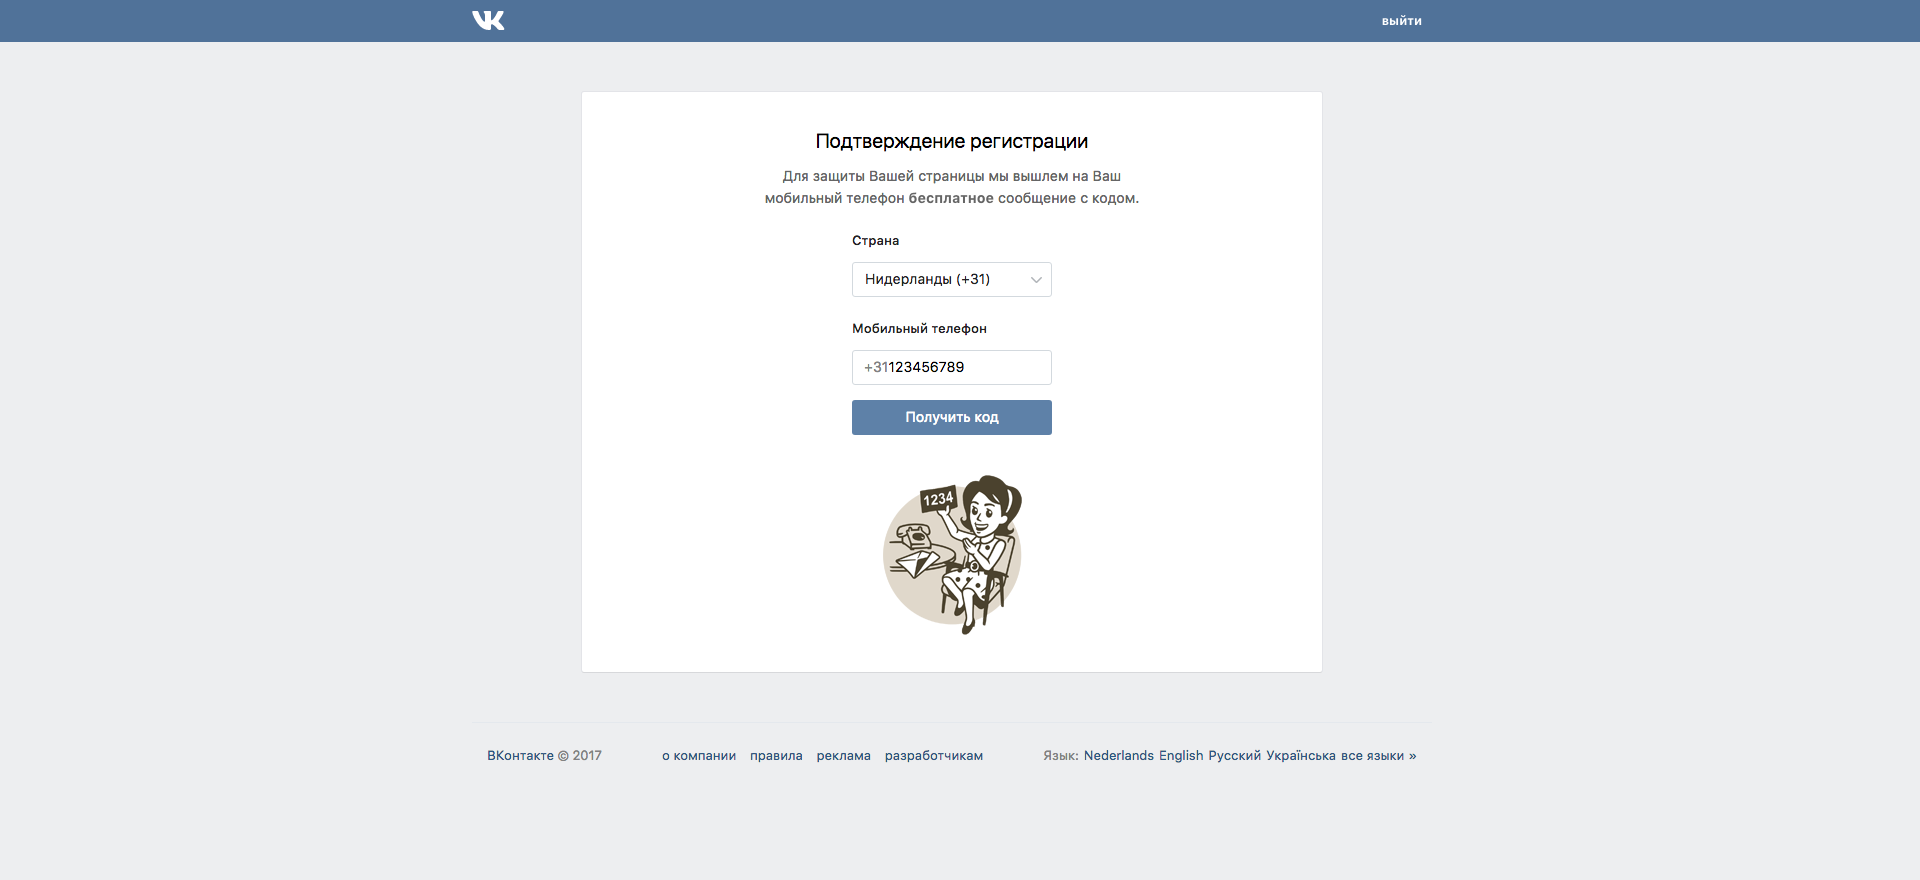 VK
выйти
Подтверждение регистрации
Для защиты Вашей страницы мы вышлем на Ваш
мобильный телефон бесплатное сообщение с кодом.
Страна
Нидерланды (+31)
Мобильный телефон
+31123456789
Получить код
1234
ВКонтакте © 2017 о компании правила реклама разработчикам Язык: Nederlands English Русский Українська все языки »